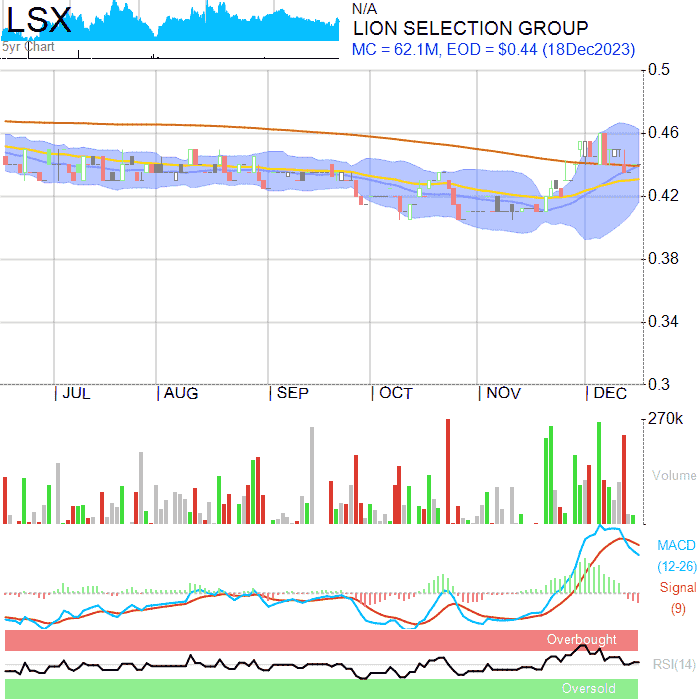 LSX
N/A
LION SELECTION GROUP
5yr Chart
MC = 62.1M, EOD = $0.44 (18Dec2023)
0.5
0.46
0.42
0.38
0.34
0.3
JUL AUG SEP OCT NOV DEC
270k
Volume
MACD
(12-26)
Signal
(9)
Overbought
RSI(14)
Oversold